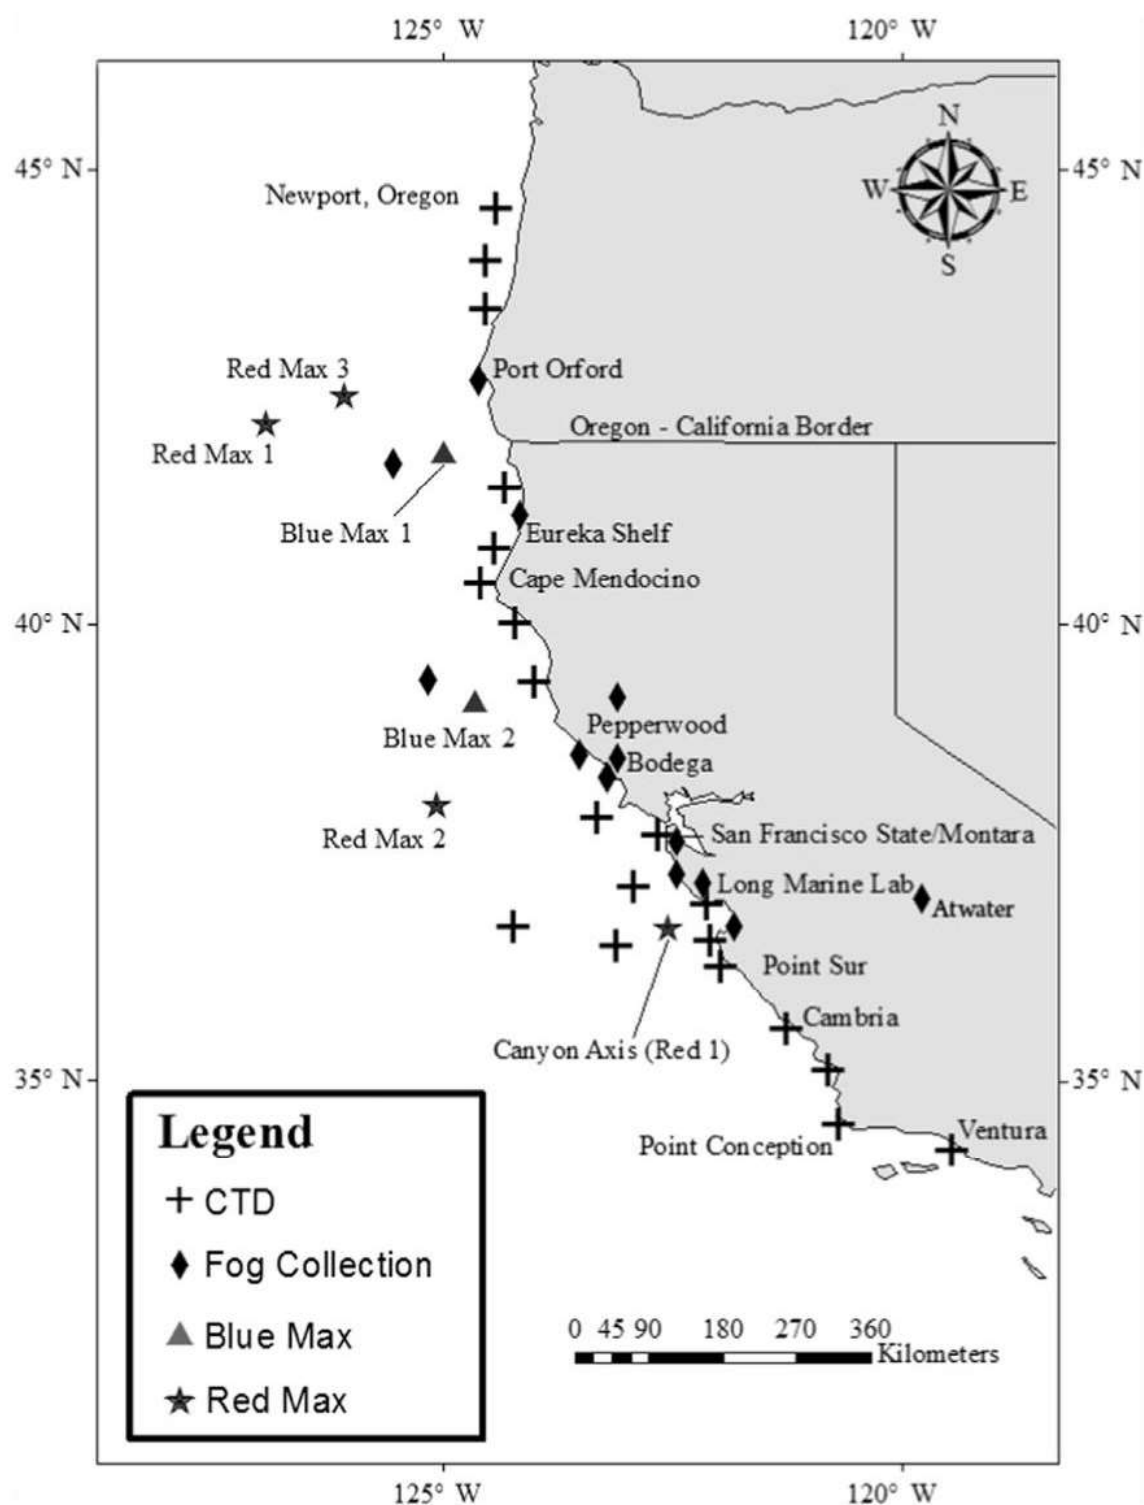 125° W 120° W
45° N 45° N
N
W E
S
Newport, Oregon
Red Max 3
Port Orford
Oregon - California Border
Red Max 1
Blue Max 1
Eureka Shelf
Cape Mendocino
40° N 40° N
Pepperwood
Blue Max 2
Bodega
Red Max 2
San Francisco State/Montara
Long Marine Lab
Atwater
Point Sur
Cambria
Canyon Axis (Red 1)
35° N 35° N
Ventura
Point Conception
Legend
CTD
Fog Collection
Blue Max
Red Max
0 45 90 180 270 360
Kilometers
125° W 120° W